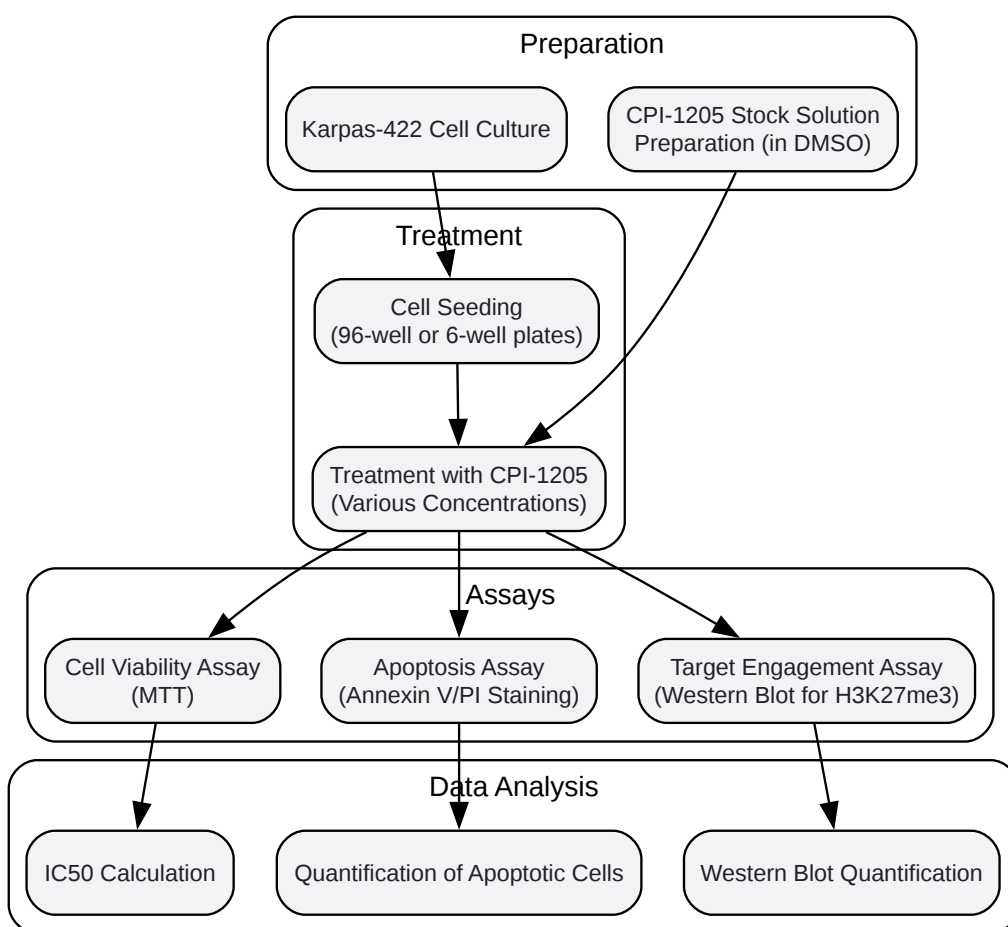 Preparation
Karpas-422 Cell Culture
CPI-1205 Stock Solution
Preparation (in DMSO)
Treatment
Cell Seeding
(96-well or 6-well plates)
Treatment with CPI-1205
(Various Concentrations)
Assays
Cell Viability Assay
(MTT)
Apoptosis Assay
(Annexin V/PI Staining)
Target Engagement Assay
(Western Blot for H3K27me3)
Data Analysis
IC50 Calculation
Quantification of Apoptotic Cells
Western Blot Quantification